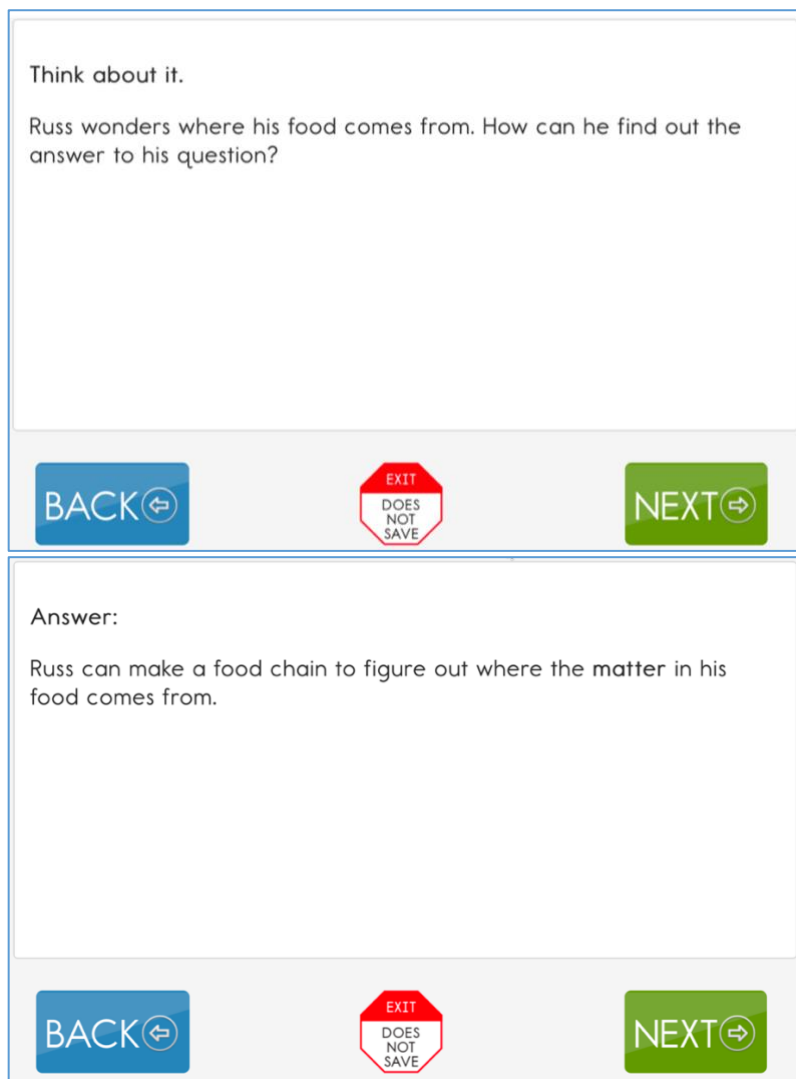 Think about it.
Russ wonders where his food comes from. How can he find out the
answer to his question?
BACK
EXIT
DOES
NOT
SAVE
NEXT
Answer:
Russ can make a food chain to figure out where the matter in his
food comes from.
BACK
EXIT
DOES
NOT
SAVE
NEXT